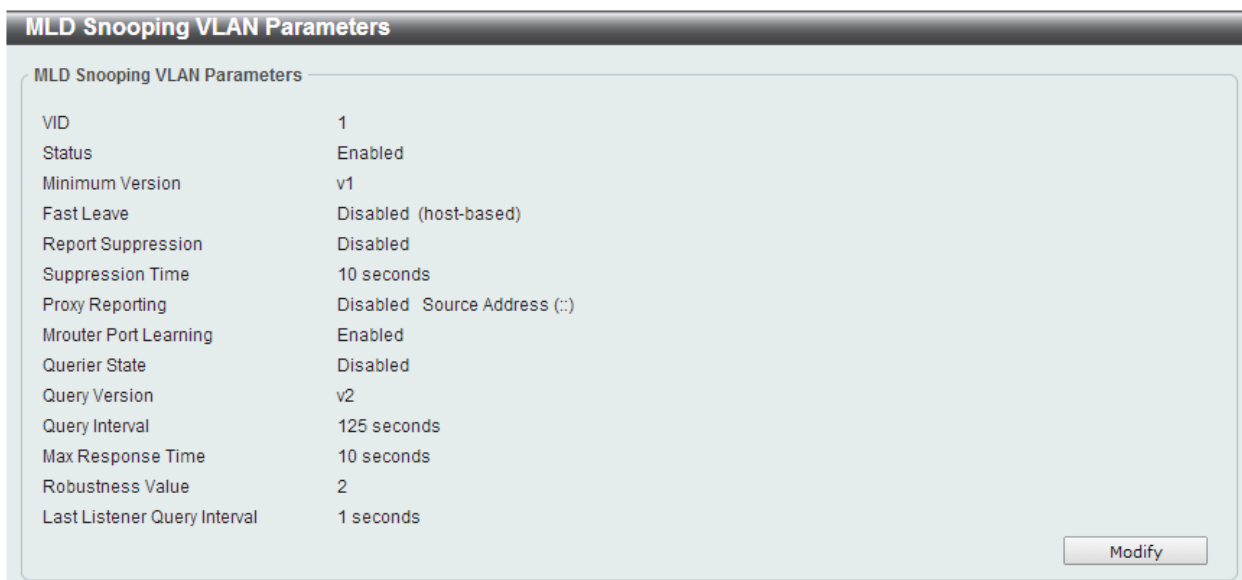 MLD Snooping VLAN Parameters
MLD Snooping VLAN Parameters
VID 1
Status Enabled
Minimum Version v1
Fast Leave Disabled (host-based)
Report Suppression Disabled
Suppression Time 10 seconds
Proxy Reporting Disabled Source Address (::)
Mrouter Port Learning Enabled
Querier State Disabled
Query Version v2
Query Interval 125 seconds
Max Response Time 10 seconds
Robustness Value 2
Last Listener Query Interval 1 seconds
Modify